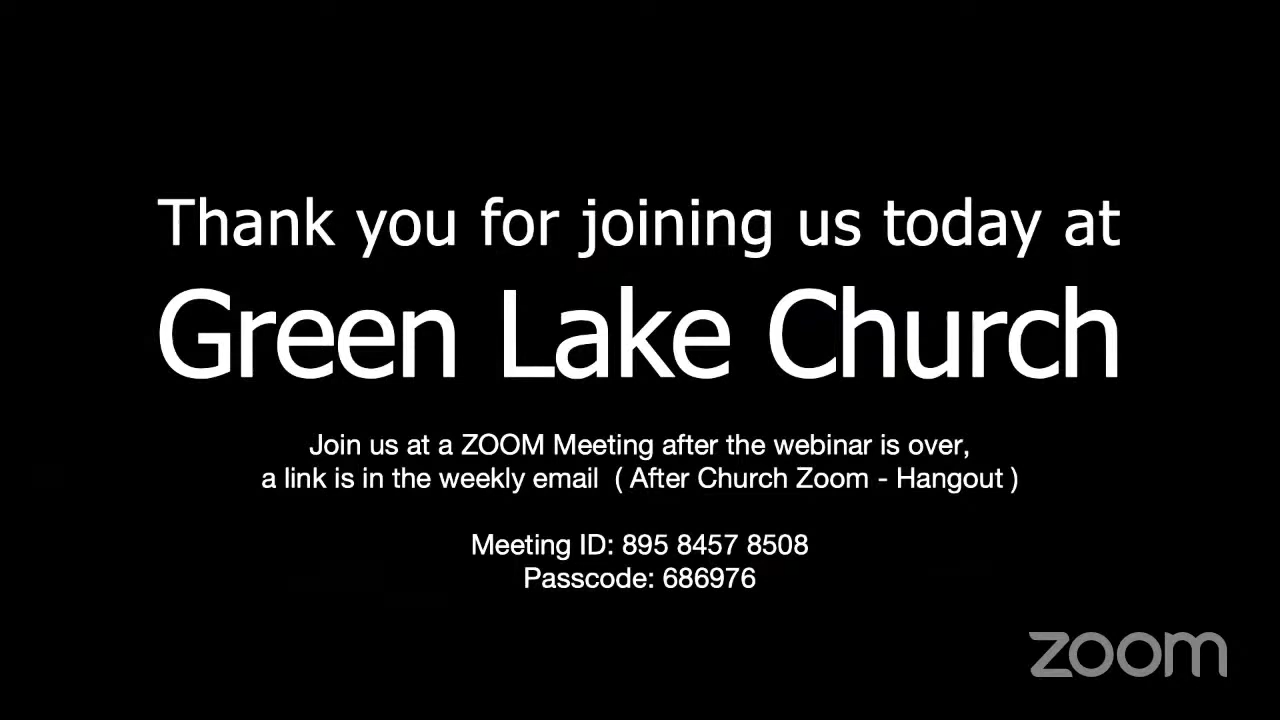 Thank you for joining us today at
Green Lake Church
Join us at a ZOOM Meeting after the webinar is over,
a link is in the weekly email ( After Church Zoom - Hangout )
Meeting ID: 895 8457 8508
Passcode: 686976
zoom